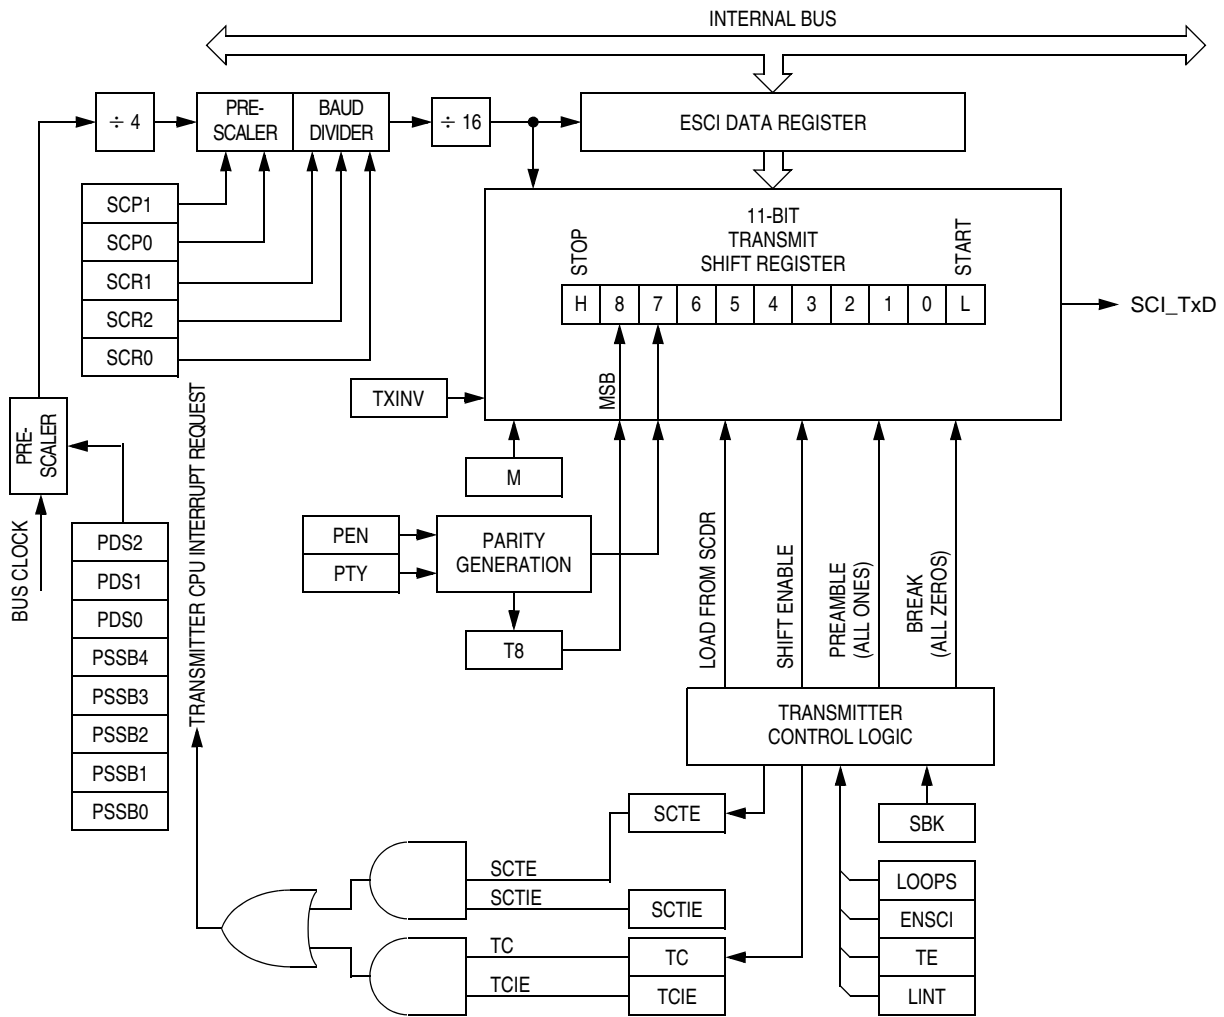 INTERNAL BUS
÷ 4
PRE-
SCALER
BAUD
DIVIDER
÷ 16
ESCI DATA REGISTER
SCP1
SCP0
SCR1
SCR2
SCR0
11-BIT
TRANSMIT
SHIFT REGISTER
STOP
START
H 8 7 6 5 4 3 2 1 0 L
SCI_TxD
MSB
TXINV
M
PRE-
SCALER
BUS CLOCK
TRANSMITTER CPU INTERRUPT REQUEST
PDS2
PDS1
PDS0
PSSB4
PSSB3
PSSB2
PSSB1
PSSB0
PEN
PTY
PARITY
GENERATION
T8
LOAD FROM SCDR
SHIFT ENABLE
PREAMBLE
(ALL ONES)
BREAK
(ALL ZEROS)
TRANSMITTER
CONTROL LOGIC
SCTE
SBK
SCTE
SCTIE
SCTIE
TC
TC
TCIE
TCIE
LOOPS
ENSCI
TE
LINT